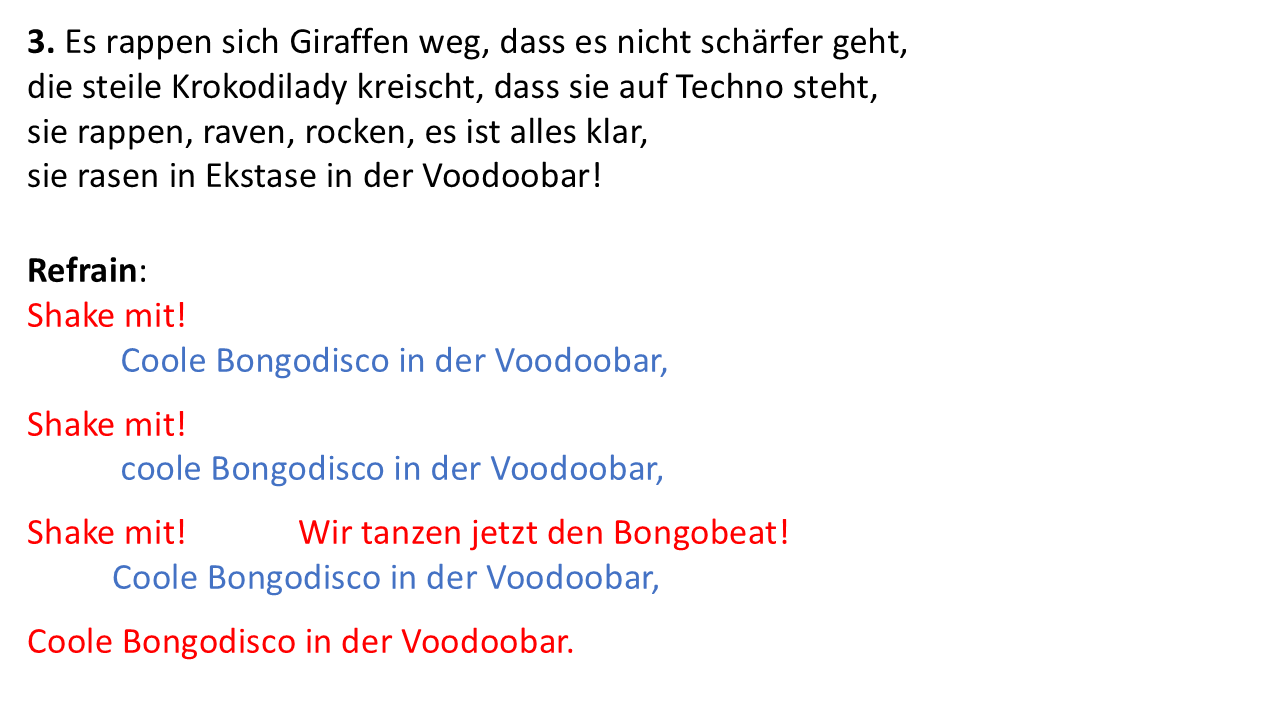 3. Es rappen sich Giraffen weg, dass es nicht schärfer geht,
die steile Krokodilady kreischt, dass sie auf Techno steht,
sie rappen, raven, rocken, es ist alles klar,
sie rasen in Ekstase in der Voodoobar!
Refrain:
Shake mit!
Coole Bongodisco in der Voodoobar,
Shake mit!
coole Bongodisco in der Voodoobar,
Shake mit! Wir tanzen jetzt den Bongobeat!
Coole Bongodisco in der Voodoobar,
Coole Bongodisco in der Voodoobar.